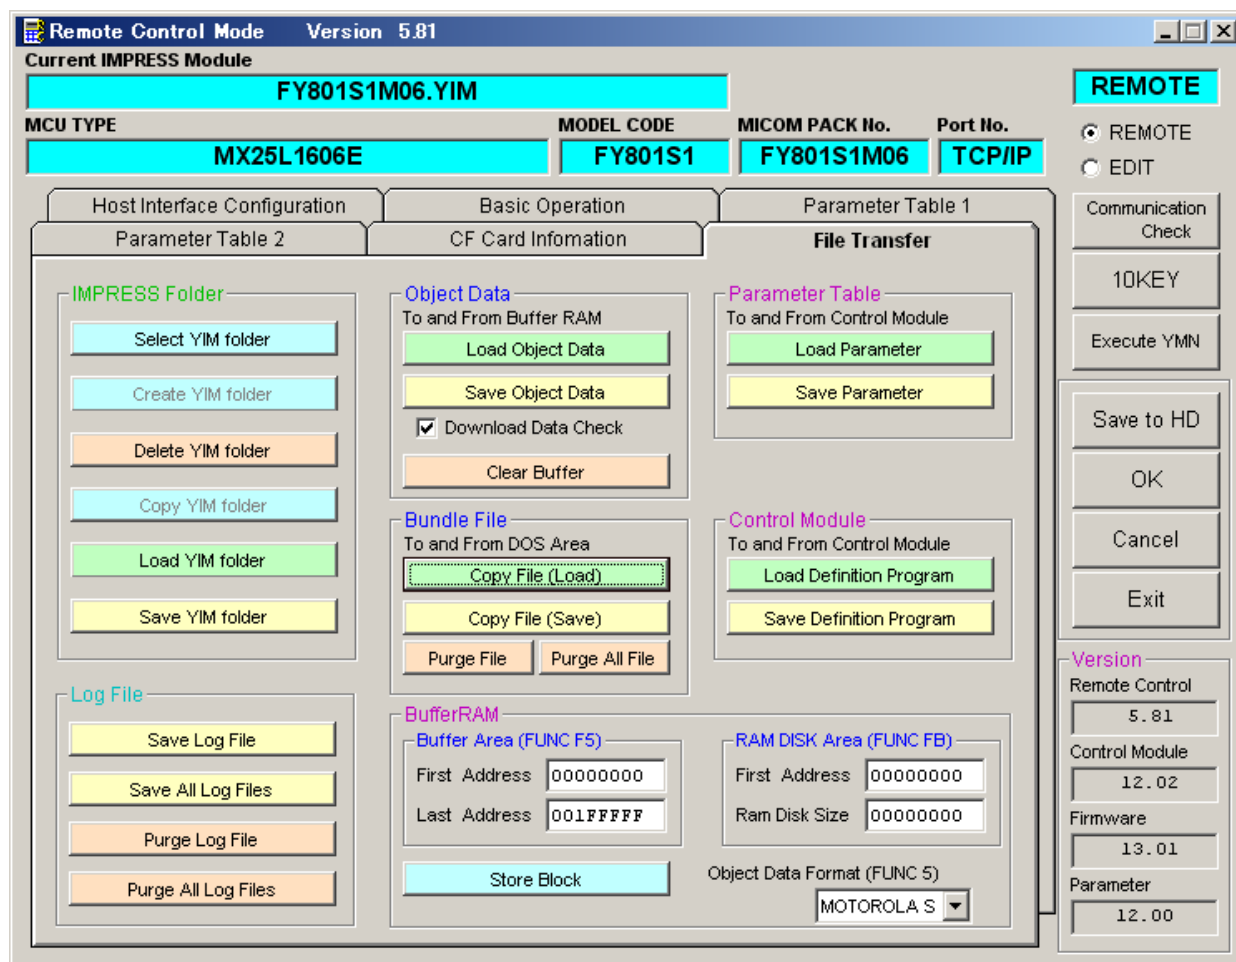 Remote Control Mode Version 5.81
Current IMPRESS Module
FY801S1M06.YIM
REMOTE
MCU TYPE MODEL CODE MICOM PACK No. Port No.
MX25L1606E FY801S1 FY801S1M06 TCP/IP
REMOTE
EDIT
Host Interface Configuration Basic Operation Parameter Table 1
Parameter Table 2 CF Card Infomation File Transfer
IMPRESS Folder
Select YIM folder
Create YIM folder
Delete YIM folder
Copy YIM folder
Load YIM folder
Save YIM folder
Log File
Save Log File
Save All Log Files
Purge Log File
Purge All Log Files
Object Data
To and From Buffer RAM
Load Object Data
Save Object Data
Download Data Check
Clear Buffer
Bundle File
To and From DOS Area
Copy File (Load)
Copy File (Save)
Purge File Purge All File
Parameter Table
To and From Control Module
Load Parameter
Save Parameter
Control Module
To and From Control Module
Load Definition Program
Save Definition Program
BufferRAM
Buffer Area (FUNC F5)
First Address 00000000
Last Address 001FFFFF
RAM DISK Area (FUNC FB)
First Address 00000000
Ram Disk Size 00000000
Store Block
Object Data Format (FUNC 5)
MOTOROLA S
Communication
Check
10KEY
Execute YMN
Save to HD
OK
Cancel
Exit
Version
Remote Control
5.81
Control Module
12.02
Firmware
13.01
Parameter
12.00